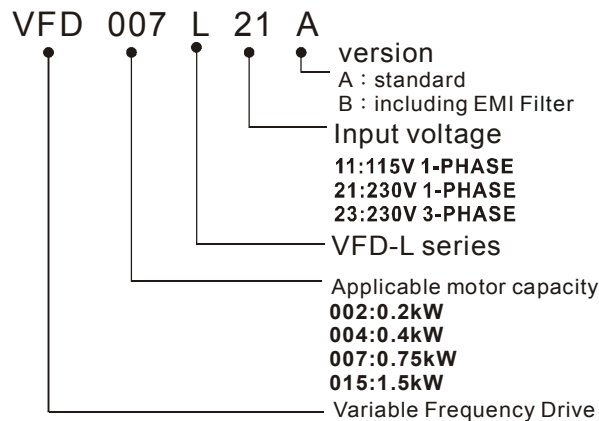 VFD 007 L 21 A
version
A : standard
B : including EMI Filter
Input voltage
11:115V 1-PHASE
21:230V 1-PHASE
23:230V 3-PHASE
VFD-L series
Applicable motor capacity
002:0.2kW
004:0.4kW
007:0.75kW
015:1.5kW
Variable Frequency Drive